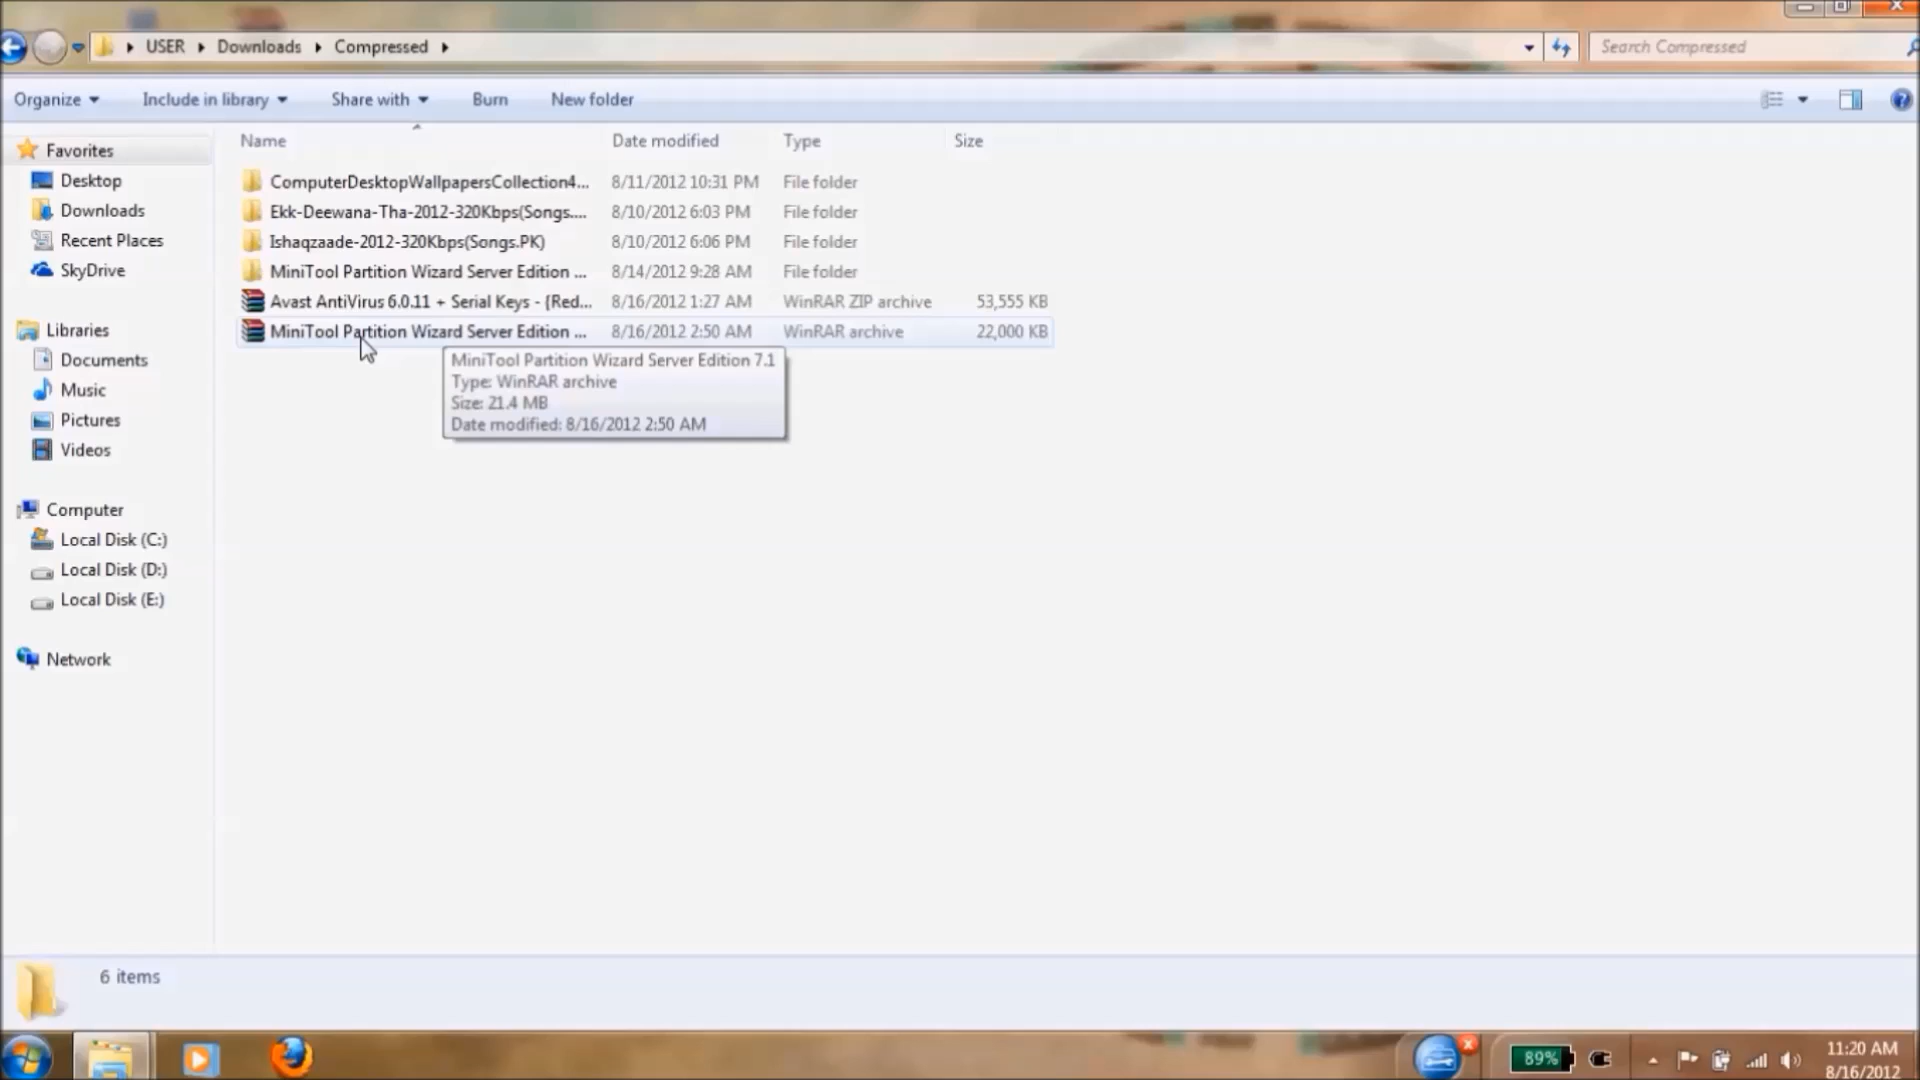 USER Downloads Compressed Search Compressed
Organize Include in library Share with Burn New folder
Name Date modified Type Size
Favorites
Desktop
Downloads
Recent Places
SkyDrive
Libraries
Documents
Music
Pictures
Videos
Computer
Local Disk (C:)
Local Disk (D:)
Local Disk (E:)
Network
ComputerDesktopWallpapersCollection4... 8/11/2012 10:31 PM File folder
Ekk-Deewana-Tha-2012-320Kbps(Songs.... 8/10/2012 6:03 PM File folder
Ishaqzaade-2012-320Kbps(Songs.PK) 8/10/2012 6:06 PM File folder
MiniTool Partition Wizard Server Edition ... 8/14/2012 9:28 AM File folder
Avast AntiVirus 6.0.11 + Serial Keys - {Red... 8/16/2012 1:27 AM WinRAR ZIP archive 53,555 KB
MiniTool Partition Wizard Server Edition ... 8/16/2012 2:50 AM WinRAR archive 22,000 KB
MiniTool Partition Wizard Server Edition 7.1
Type: WinRAR archive
Size: 21.4 MB
Date modified: 8/16/2012 2:50 AM
6 items
89%
11:20 AM
8/16/2012